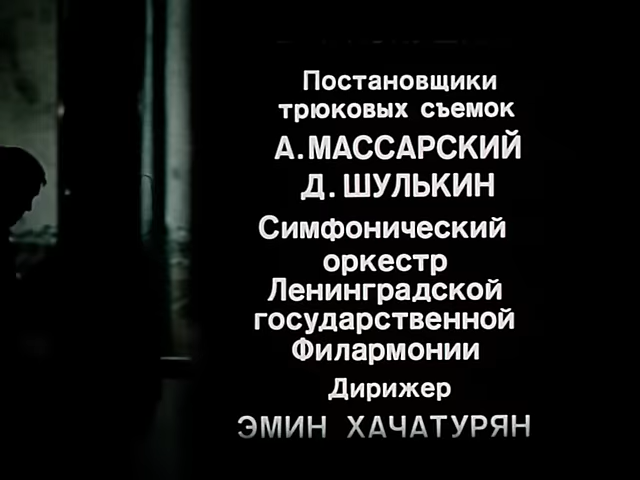 Постановщики
трюковых съемок
А. МАССАРСКИЙ
Д. ШУЛЬКИН
Симфонический
оркестр
Ленинградской
государственной
Филармонии
Дирижер
ЭМИН ХАЧАТУРЯН